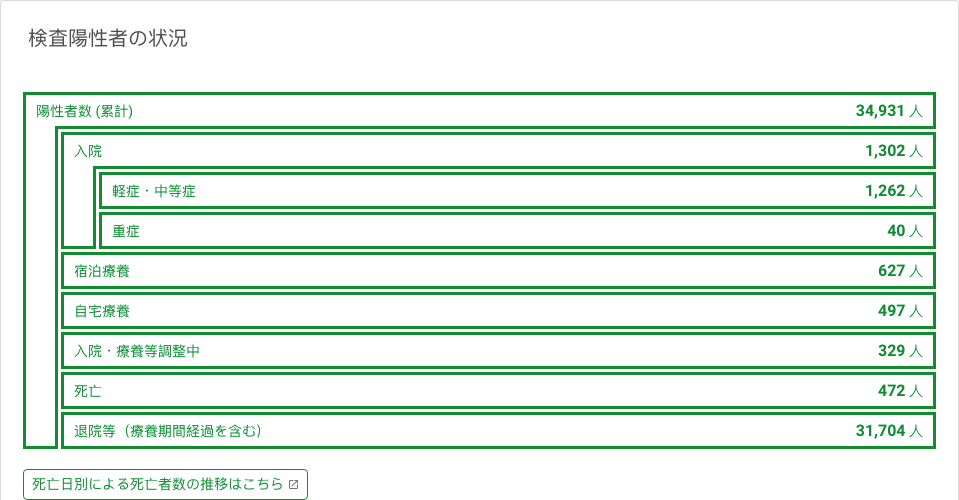 検査陽性者の状況
陽性者数 (累計) 34,931 人
入院 1,302 人
軽症・中等症 1,262 人
重症 40 人
宿泊療養 627 人
自宅療養 497 人
入院・療養等調整中 329 人
死亡 472 人
退院等（療養期間経過を含む） 31,704 人
死亡日別による死亡者数の推移はこちら